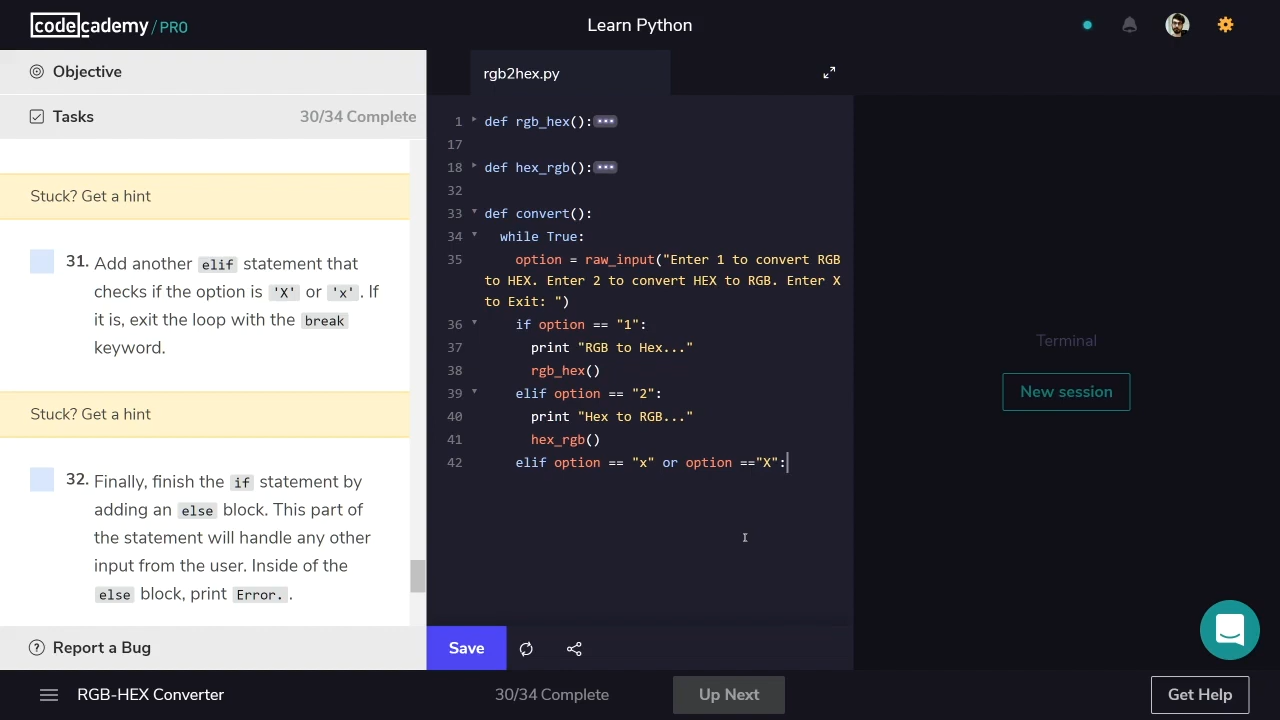 codecademy / PRO
Learn Python
Objective
Tasks
30/34 Complete
Stuck? Get a hint
31. Add another elif statement that
checks if the option is 'X' or 'x'. If
it is, exit the loop with the break
keyword.
Stuck? Get a hint
32. Finally, finish the if statement by
adding an else block. This part of
the statement will handle any other
input from the user. Inside of the
else block, print Error. .
Report a Bug
rgb2hex.py
1 def rgb_hex():
17
18 def hex_rgb():
32
33 def convert():
34 while True:
35 option = raw_input("Enter 1 to convert RGB
to HEX. Enter 2 to convert HEX to RGB. Enter X
to Exit: ")
36 if option == "1":
37 print "RGB to Hex..."
38 rgb_hex()
39 elif option == "2":
40 print "Hex to RGB..."
41 hex_rgb()
42 elif option == "x" or option =="X":
Save
Terminal
New session
RGB-HEX Converter
30/34 Complete
Up Next
Get Help